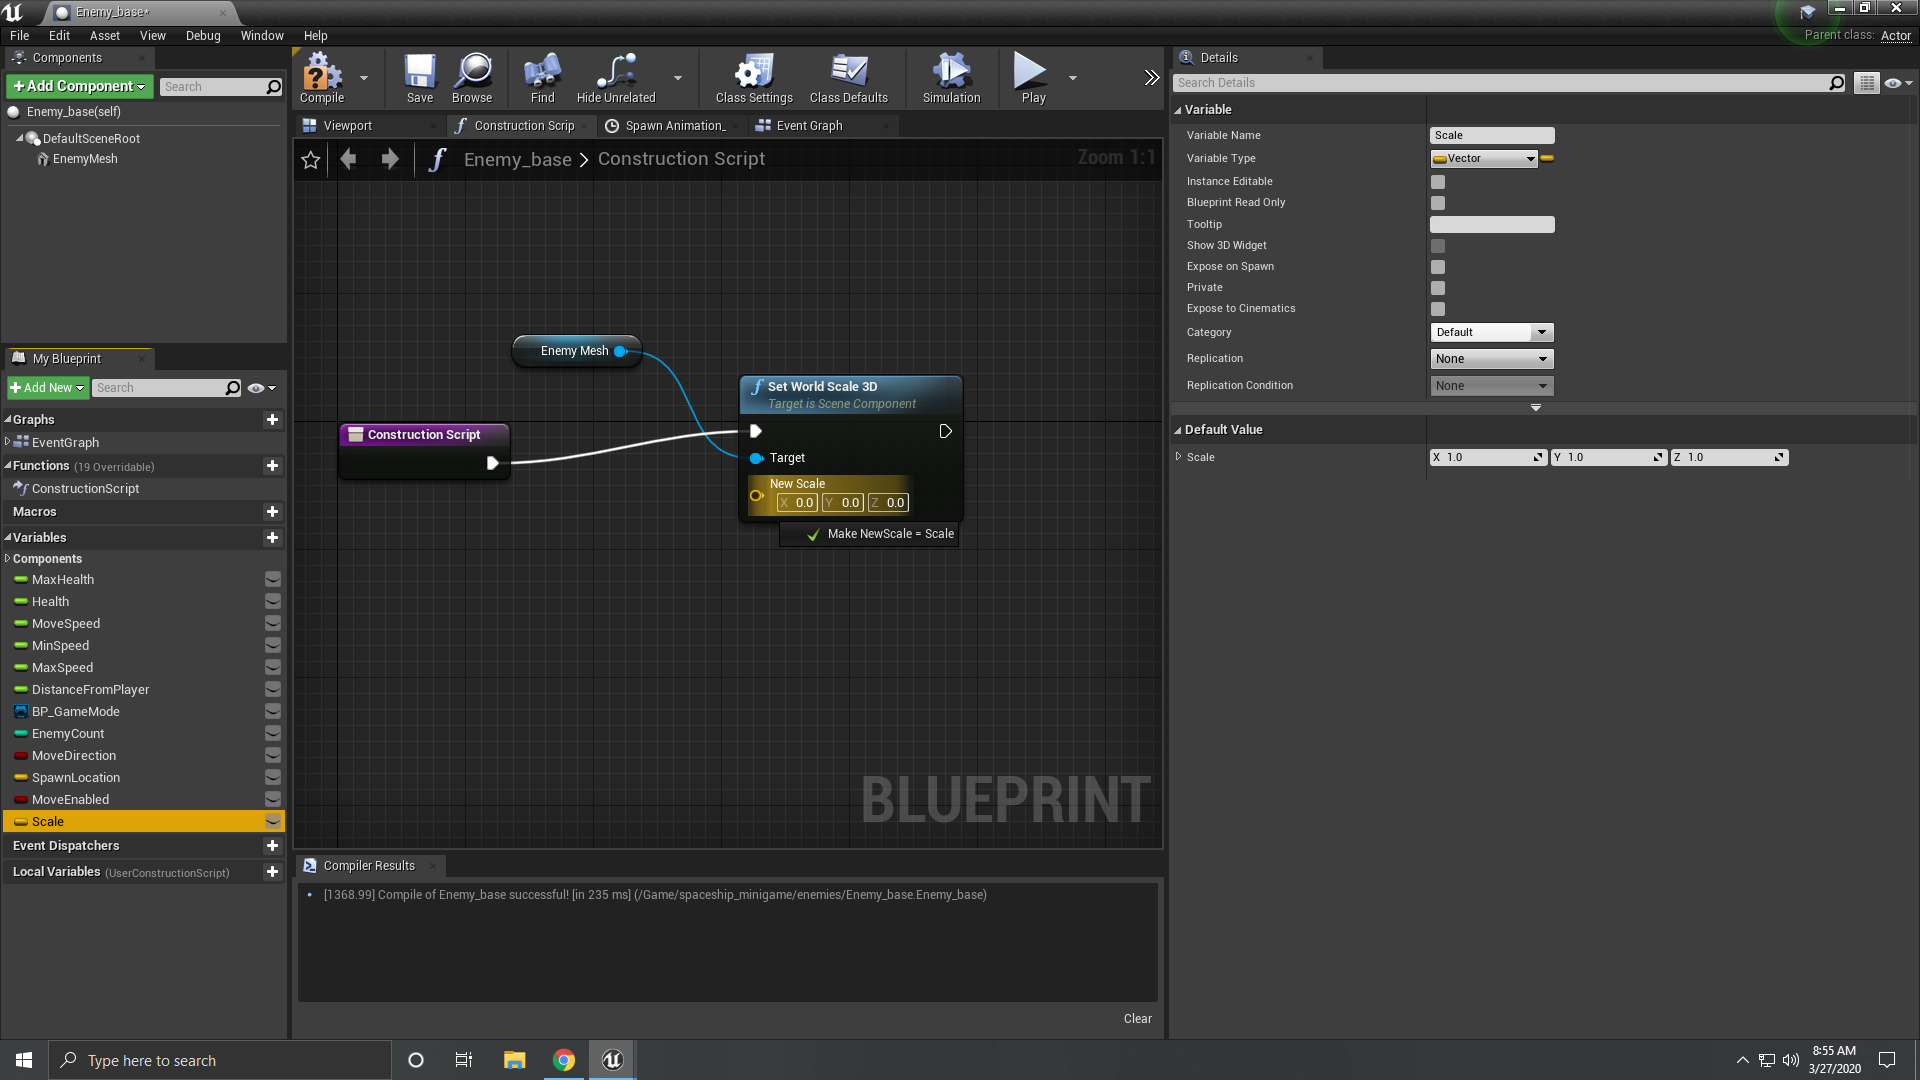 Enemy_base*
File Edit Asset View Debug Window Help
Parent class: Actor
Components
+Add Component
Search
Enemy_base(self)
DefaultSceneRoot
EnemyMesh
Compile
Save
Browse
Find
Hide Unrelated
Class Settings
Class Defaults
Simulation
Play
Viewport
Construction Scrip
Spawn Animation_
Event Graph
Enemy_base > Construction Script
Zoom 1:1
Enemy Mesh
Construction Script
Set World Scale 3D
Target is Scene Component
Target
New Scale
X 0.0 Y 0.0 Z 0.0
Make NewScale = Scale
BLUEPRINT
My Blueprint
+Add New
Search
Graphs
EventGraph
Functions (19 Overridable)
ConstructionScript
Macros
Variables
Components
MaxHealth
Health
MoveSpeed
MinSpeed
MaxSpeed
DistanceFromPlayer
BP_GameMode
EnemyCount
MoveDirection
SpawnLocation
MoveEnabled
Scale
Event Dispatchers
Local Variables (UserConstructionScript)
Compiler Results
[1368.99] Compile of Enemy_base successful! [in 235 ms] (/Game/spaceship_minigame/enemies/Enemy_base.Enemy_base)
Clear
Details
Search Details
Variable
Variable Name Scale
Variable Type Vector
Instance Editable
Blueprint Read Only
Tooltip
Show 3D Widget
Expose on Spawn
Private
Expose to Cinematics
Category Default
Replication None
Replication Condition None
Default Value
Scale X 1.0 Y 1.0 Z 1.0
Type here to search
8:55 AM
3/27/2020